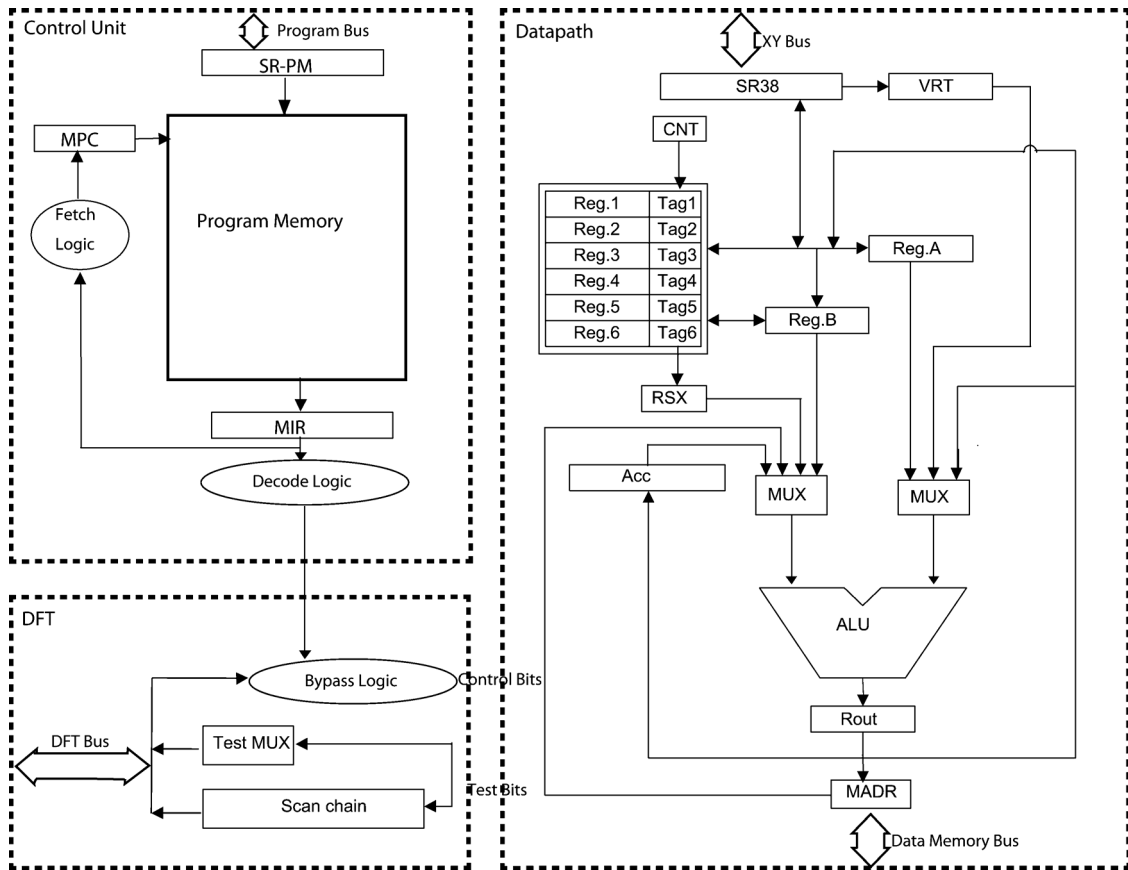 Control Unit
Program Bus
SR-PM
MPC
Fetch
Logic
Program Memory
MIR
Decode Logic
DFT
Bypass Logic
Control Bits
DFT Bus
Test MUX
Test Bits
Scan chain
Datapath
XY Bus
SR38
VRT
CNT
Reg.1 Tag1
Reg.2 Tag2
Reg.3 Tag3
Reg.4 Tag4
Reg.5 Tag5
Reg.6 Tag6
Reg.A
Reg.B
RSX
Acc
MUX
MUX
ALU
Rout
MADR
Data Memory Bus